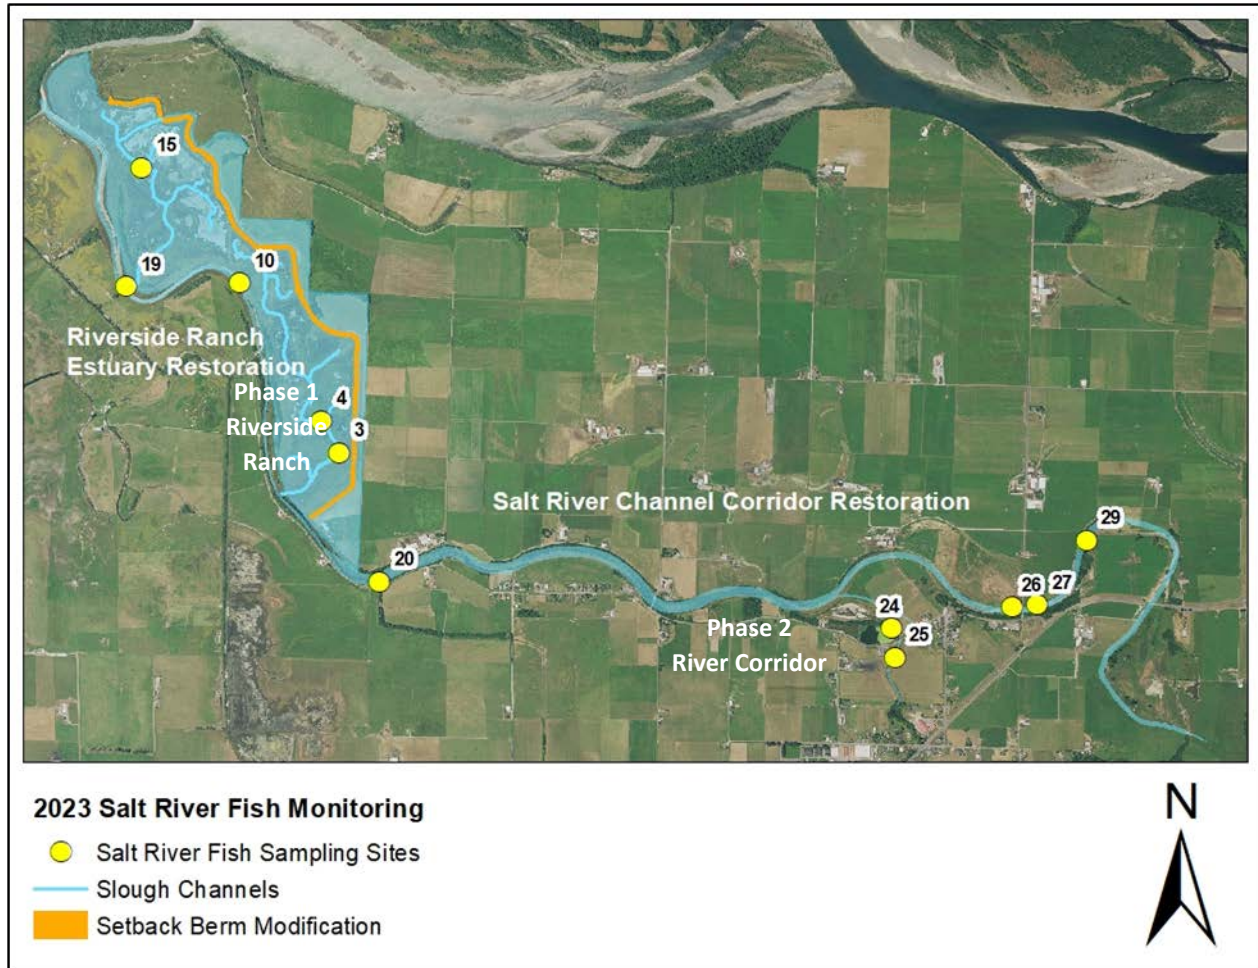 15
19
10
Riverside Ranch
Estuary Restoration
Phase 1
Riverside
Ranch
4
3
Salt River Channel Corridor Restoration
29
20
26
27
24
25
Phase 2
River Corridor
2023 Salt River Fish Monitoring
Salt River Fish Sampling Sites
Slough Channels
Setback Berm Modification
N